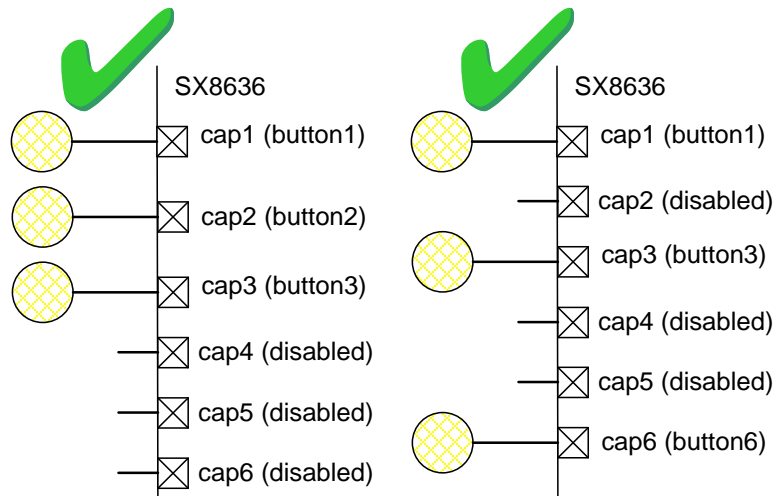 SX8636
cap1 (button1)
cap2 (button2)
cap3 (button3)
cap4 (disabled)
cap5 (disabled)
cap6 (disabled)
SX8636
cap1 (button1)
cap2 (disabled)
cap3 (button3)
cap4 (disabled)
cap5 (disabled)
cap6 (button6)